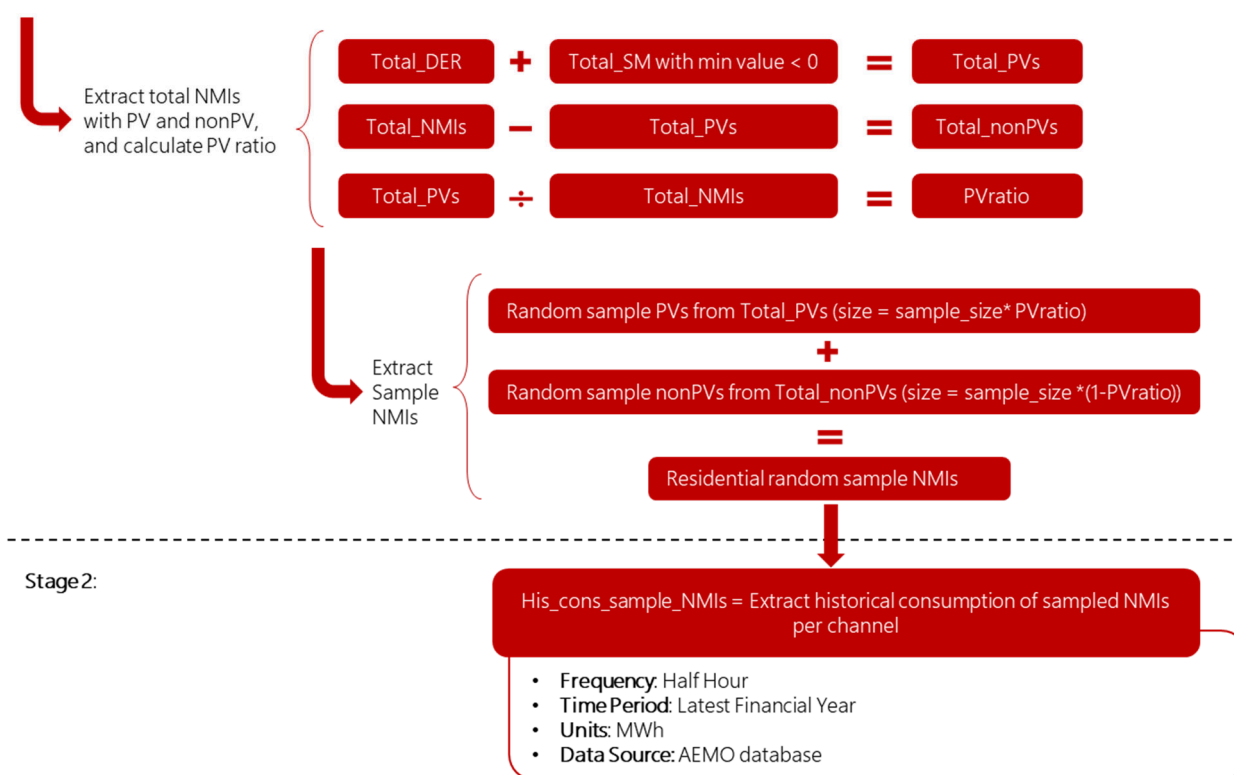 Total_DER + Total_SM with min value < 0 = Total_PVs
Extract total NMIs
with PV and nonPV,
and calculate PV ratio
Total_NMIs − Total_PVs = Total_nonPVs
Total_PVs ÷ Total_NMIs = PVratio
Extract
Sample
NMIs
Random sample PVs from Total_PVs (size = sample_size* PVratio)
+
Random sample nonPVs from Total_nonPVs (size = sample_size *(1-PVratio))
=
Residential random sample NMIs
Stage 2:
His_cons_sample_NMIs = Extract historical consumption of sampled NMIs
per channel
• Frequency: Half Hour
• Time Period: Latest Financial Year
• Units: MWh
• Data Source: AEMO database